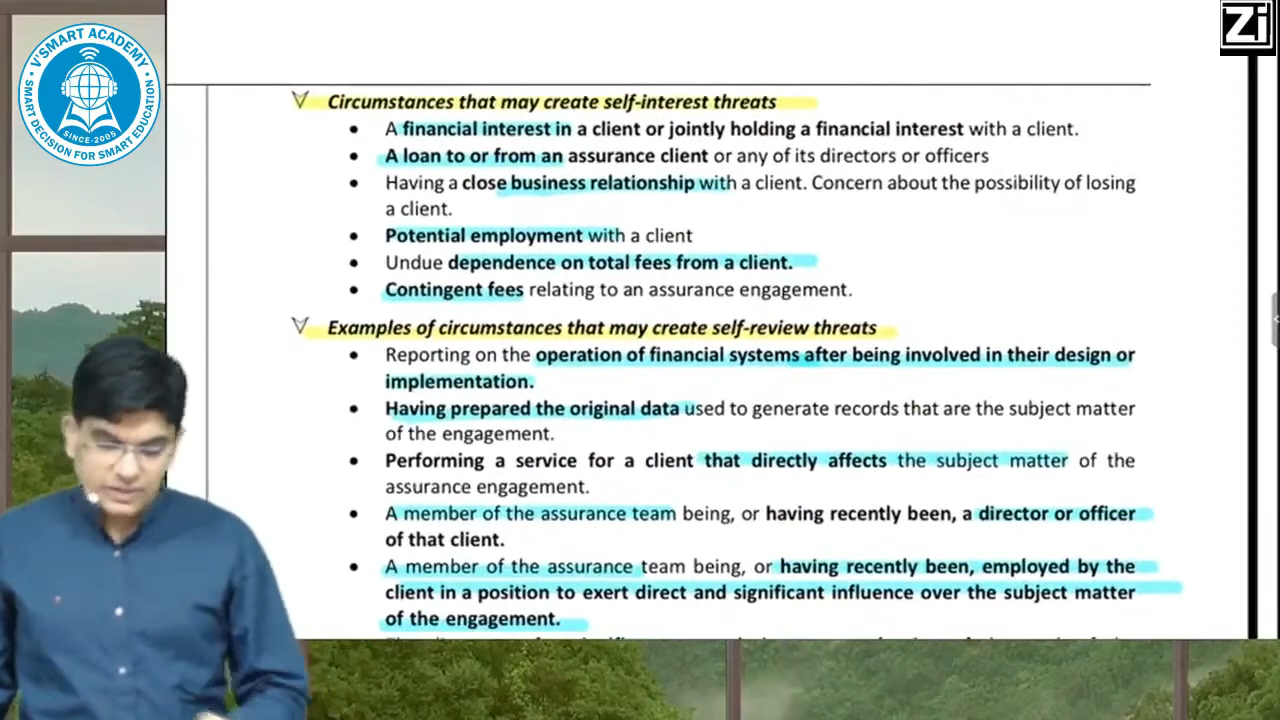 V'SMART ACADEMY
SINCE-2005
SMART DECISION FOR SMART EDUCATION
Zi
Circumstances that may create self-interest threats
• A financial interest in a client or jointly holding a financial interest with a client.
• A loan to or from an assurance client or any of its directors or officers
• Having a close business relationship with a client. Concern about the possibility of losing
a client.
• Potential employment with a client
• Undue dependence on total fees from a client.
• Contingent fees relating to an assurance engagement.
Examples of circumstances that may create self-review threats
• Reporting on the operation of financial systems after being involved in their design or
implementation.
• Having prepared the original data used to generate records that are the subject matter
of the engagement.
• Performing a service for a client that directly affects the subject matter of the
assurance engagement.
• A member of the assurance team being, or having recently been, a director or officer
of that client.
• A member of the assurance team being, or having recently been, employed by the
client in a position to exert direct and significant influence over the subject matter
of the engagement.